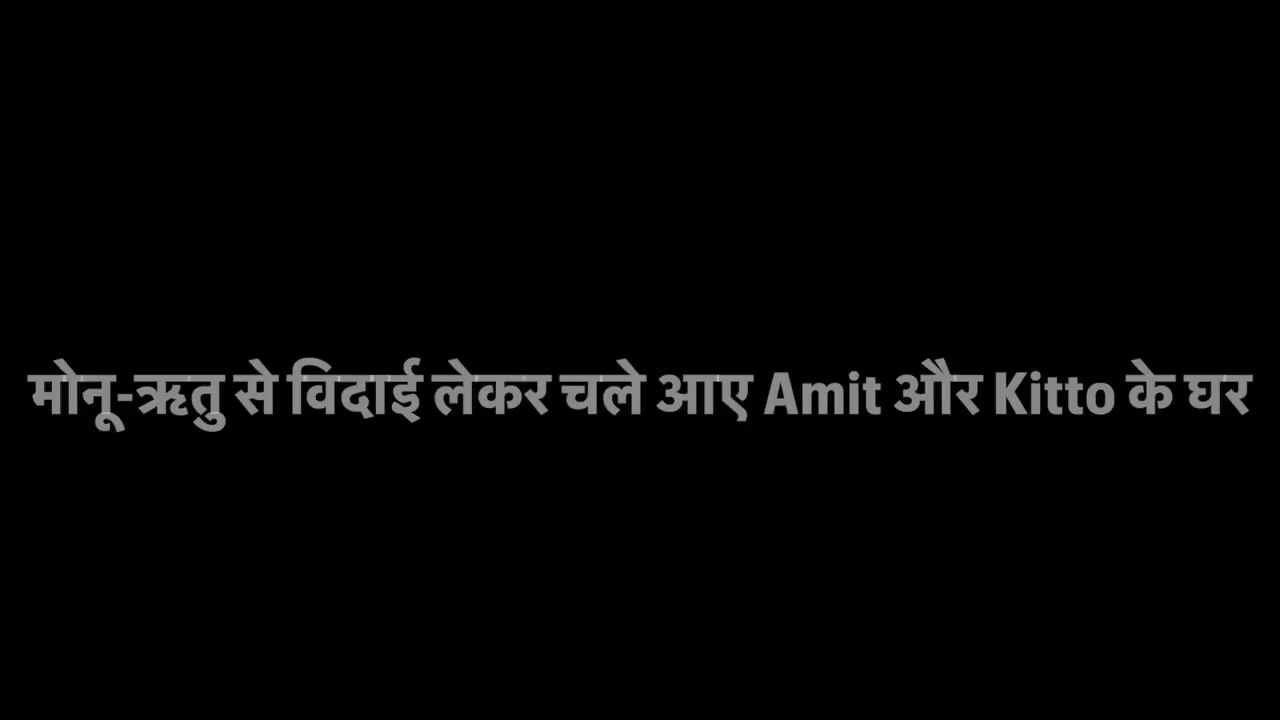 मोनू-ऋतु से विदाई लेकर चले आए Amit और Kitto के घर